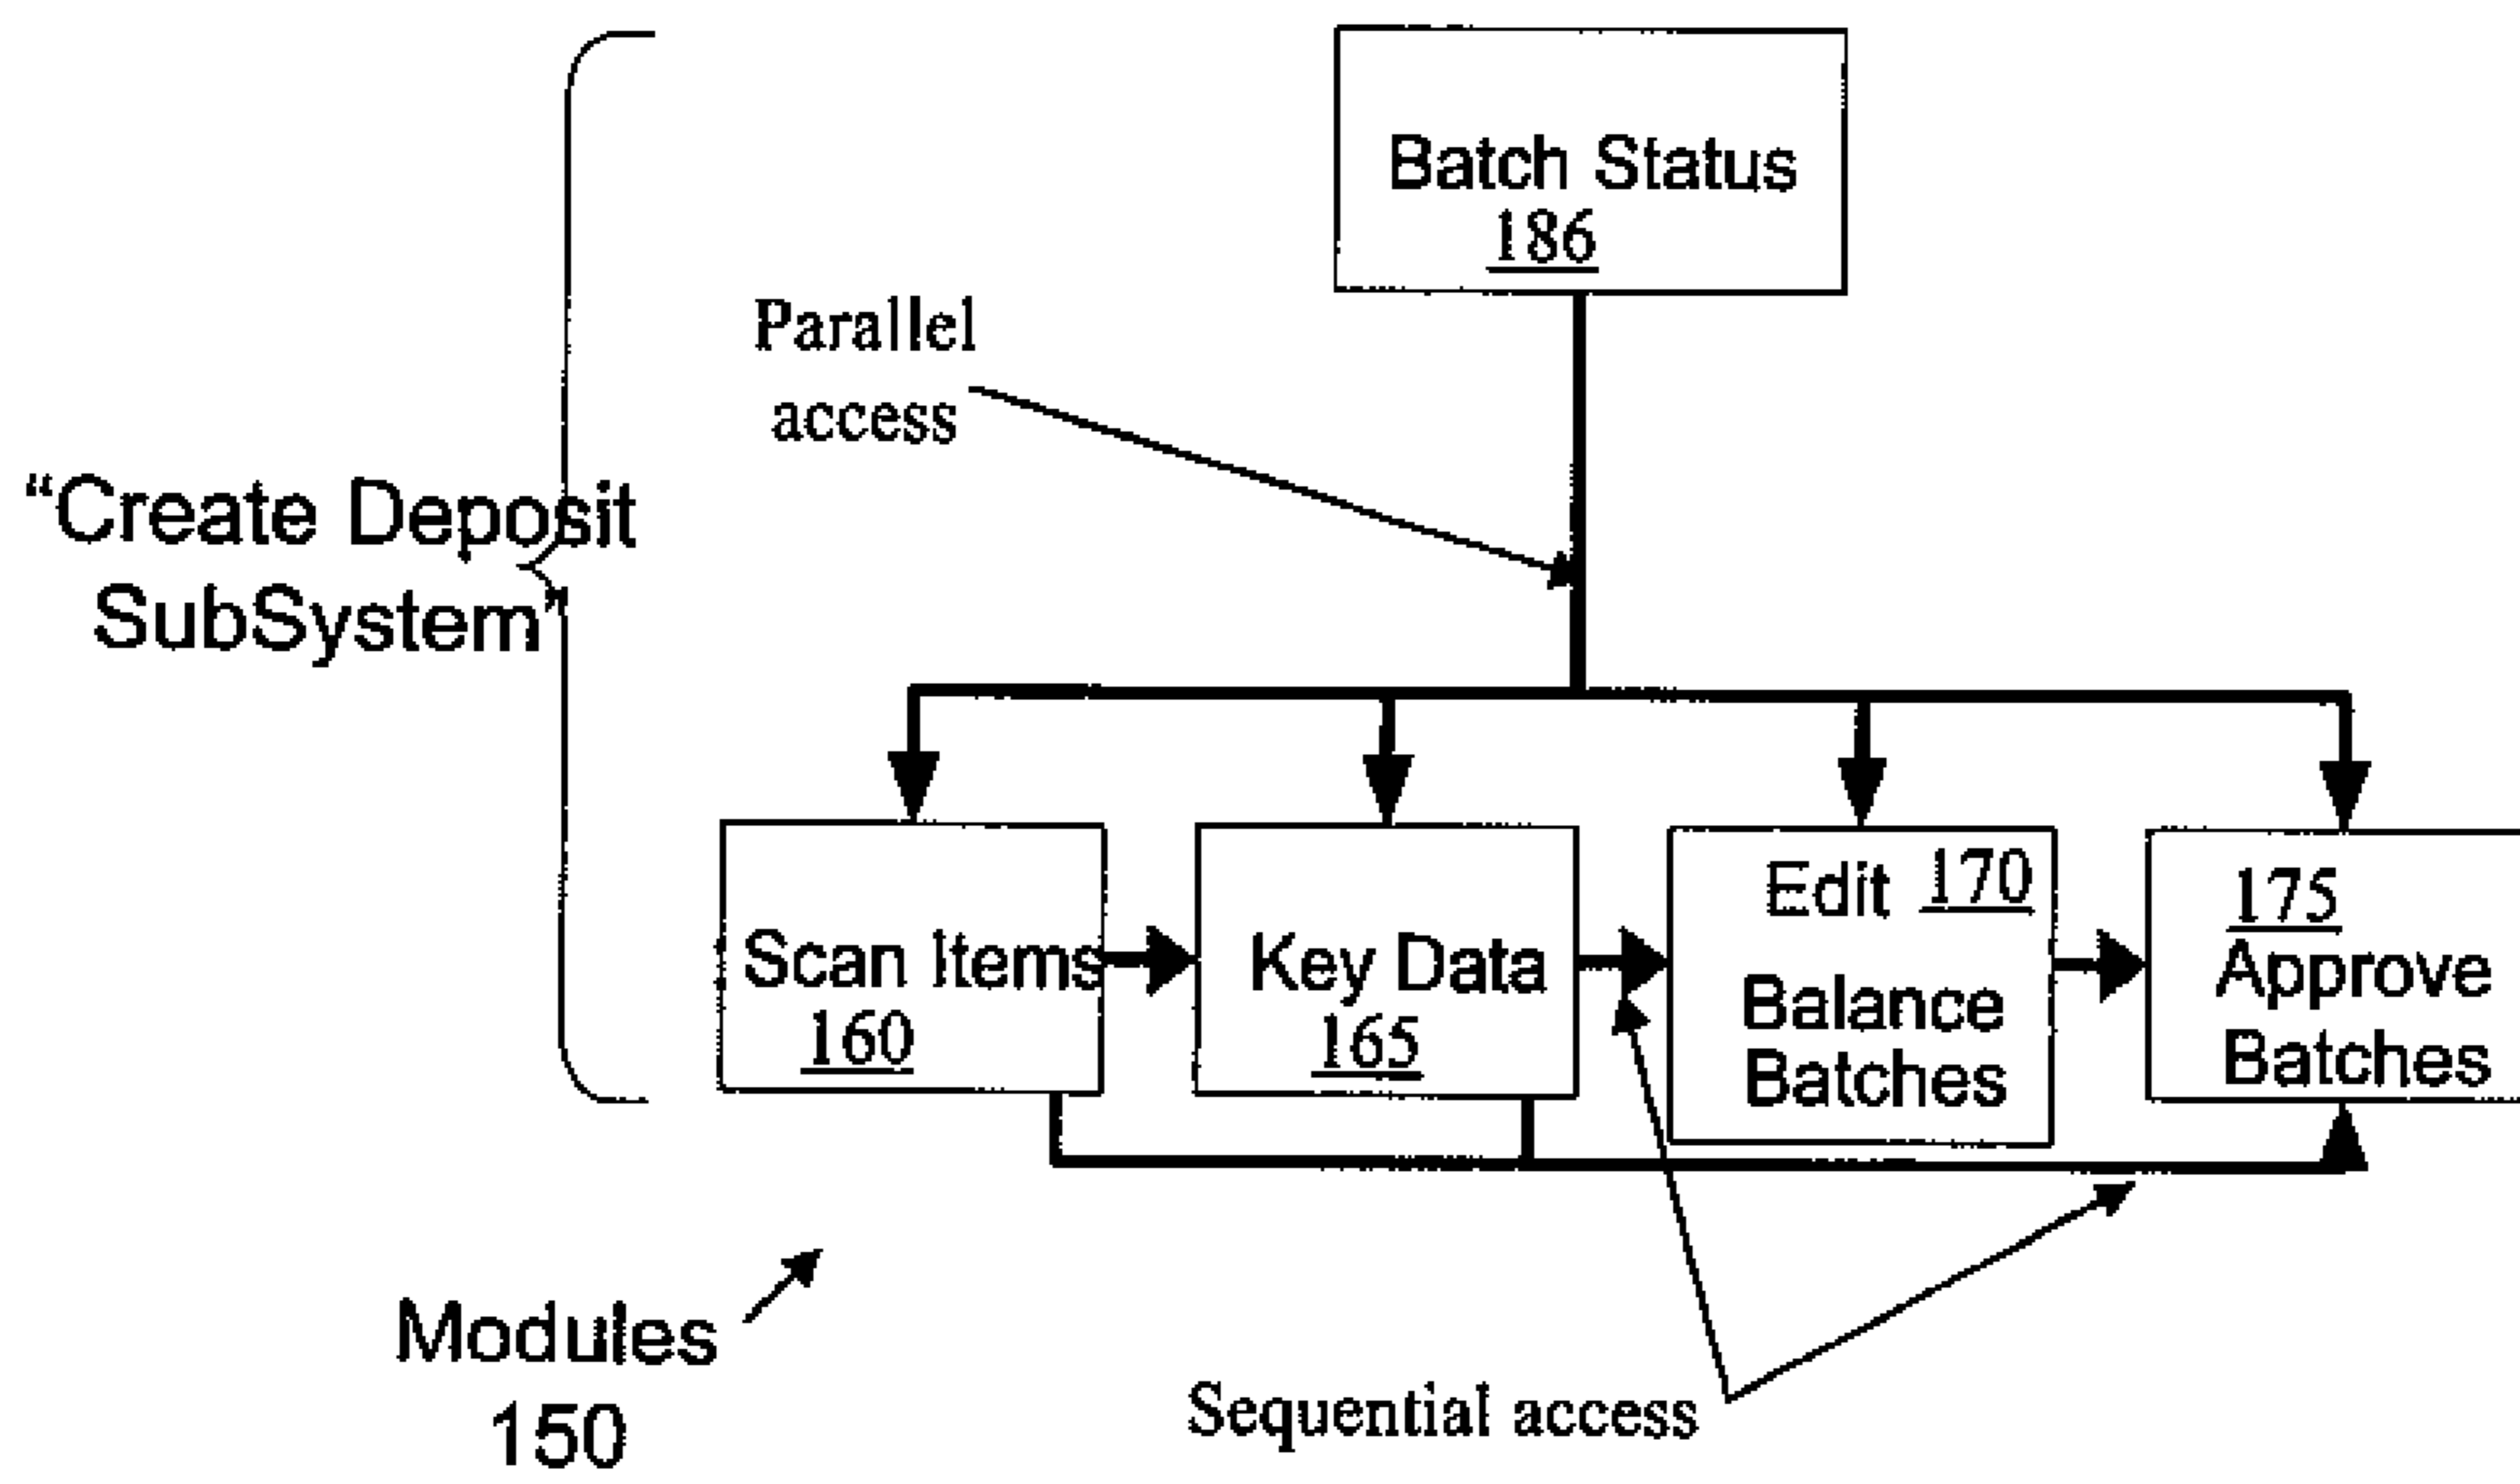 Batch Status
186
Parallel
access
“Create Deposit
SubSystem”
Scan Items
160
Key Data
165
Edit 170
Balance
Batches
175
Approve
Batches
Modules
150
Sequential access